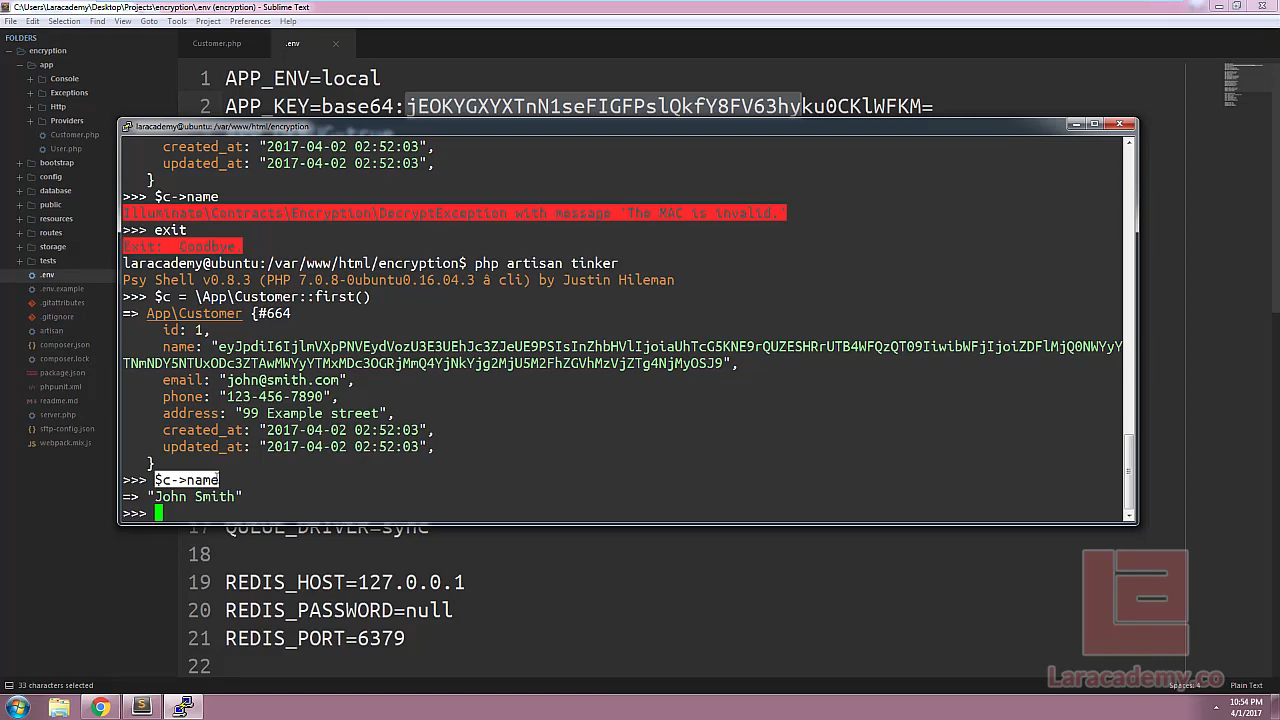 C:\Users\Laracademy\Desktop\Projects\encryption\.env (encryption) - Sublime Text
File Edit Selection Find View Goto Tools Project Preferences Help
FOLDERS
encryption
app
Console
Exceptions
Http
Providers
Customer.php
User.php
bootstrap
config
database
public
resources
routes
storage
tests
.env
.env.example
.gitattributes
.gitignore
artisan
composer.json
composer.lock
package.json
phpunit.xml
readme.md
server.php
sftp-config.json
webpack.mix.js
Customer.php .env
1 APP_ENV=local
2 APP_KEY=base64:jEOKYGXYXTnN1seFIGFPslQkfY8FV63hyku0CKlWFKM=
laracademy@ubuntu: /var/www/html/encryption
created_at: "2017-04-02 02:52:03",
updated_at: "2017-04-02 02:52:03",
}
>>> $c->name
Illuminate\Contracts\Encryption\DecryptException with message 'The MAC is invalid.'
>>> exit
Exit: Goodbye.
laracademy@ubuntu:/var/www/html/encryption$ php artisan tinker
Psy Shell v0.8.3 (PHP 7.0.8-0ubuntu0.16.04.3 â cli) by Justin Hileman
>>> $c = \App\Customer::first()
=> App\Customer {#664
id: 1,
name: "eyJpdiI6IjlmVXpPNVEydVozU3E3UEhJc3ZJeUE9PSIsInZhbHVlIjoiaUhTcG5KNE9rQUZESHRrUTB4WFQzQT09IiwibWFjIjoiZDFlMjQ0NWYyY
TNmNDY5NTUxODc3ZTAwMWYyYTMxMDc3OGRjMmQ4YjNkYjg2MjU5M2FhZGVhMzVjZTg4NjMyOSJ9",
email: "john@smith.com",
phone: "123-456-7890",
address: "99 Example street",
created_at: "2017-04-02 02:52:03",
updated_at: "2017-04-02 02:52:03",
}
>>> $c->name
=> "John Smith"
>>>
17 QUEUE_DRIVER=sync
18
19 REDIS_HOST=127.0.0.1
20 REDIS_PASSWORD=null
21 REDIS_PORT=6379
22
Laracademy.co
33 characters selected
Spaces: 4 Plain Text
10:54 PM
4/1/2017